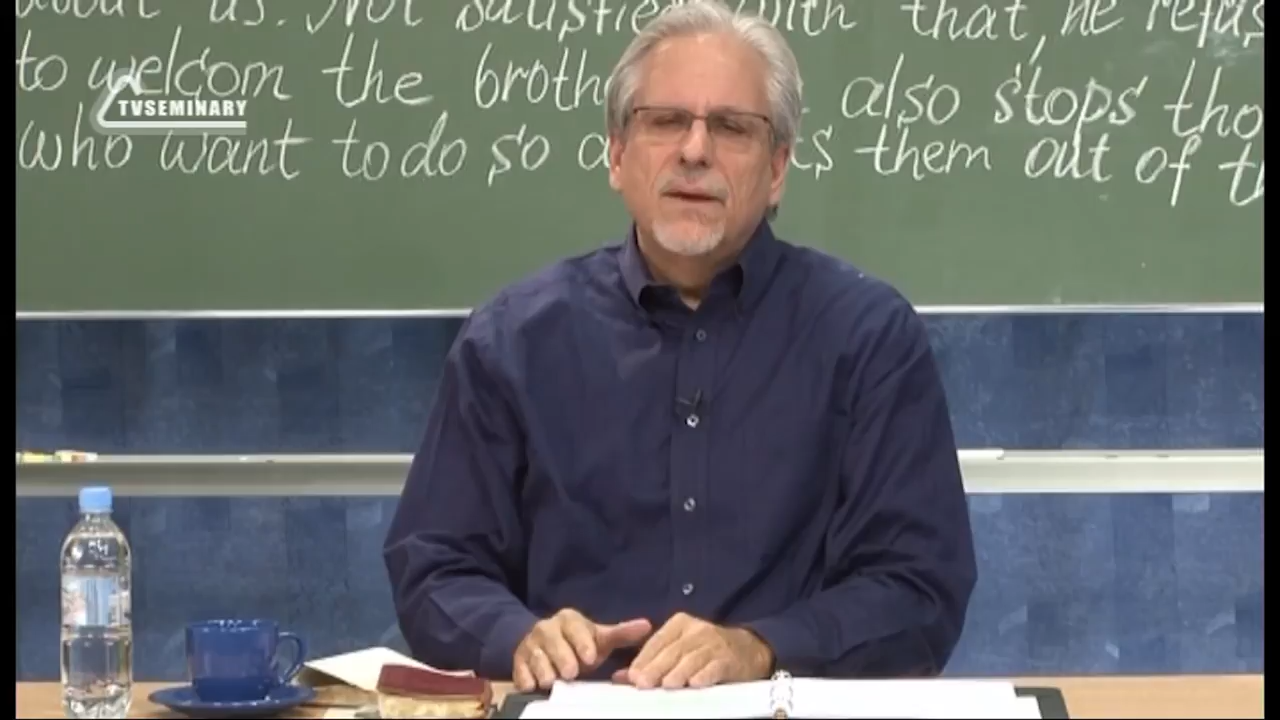 about us. Not satisfied with that, he refus
to welcom the broth also stops tho
TVSEMINARY
who want to do so a ts them out of t